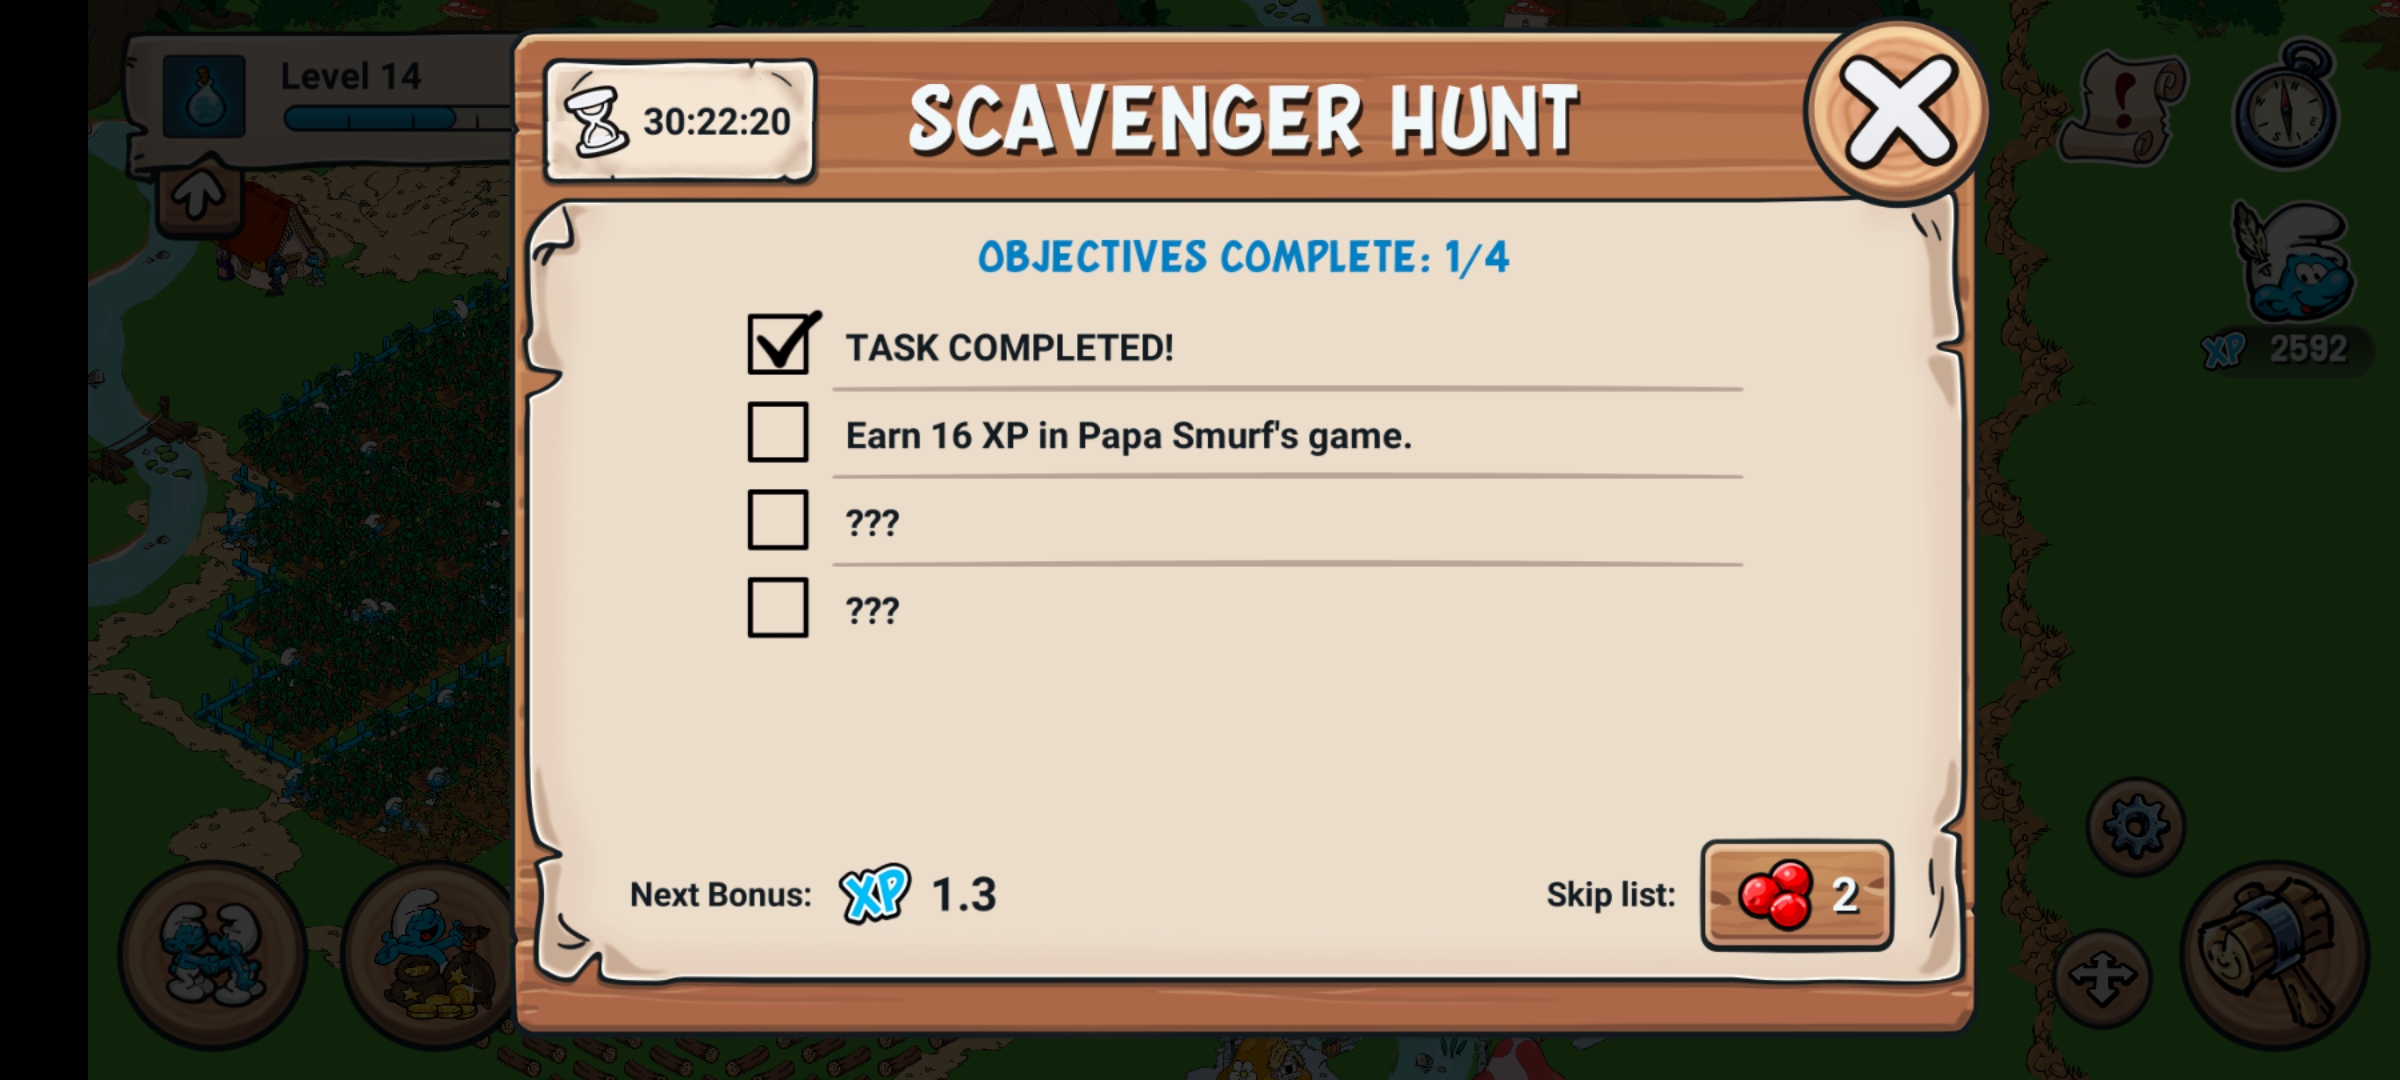 Level 14
30:22:20
SCAVENGER HUNT
OBJECTIVES COMPLETE: 1/4
TASK COMPLETED!
Earn 16 XP in Papa Smurf's game.
???
???
XP 2592
Next Bonus: XP 1.3
Skip list: 2